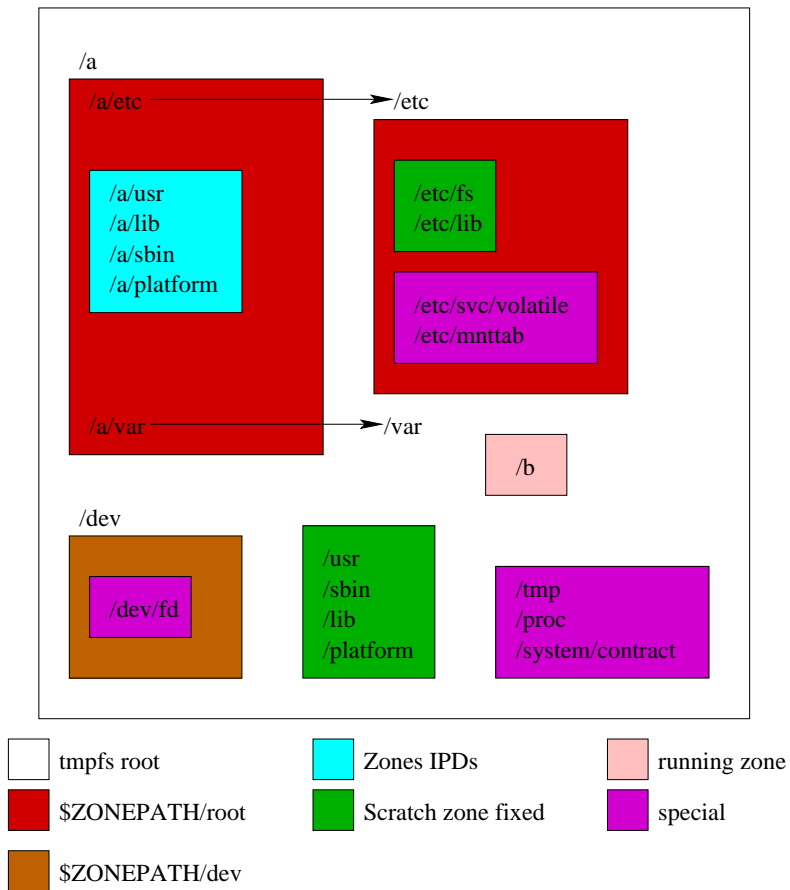 /a
/a/etc
/etc
/a/usr
/a/lib
/a/sbin
/a/platform
/etc/fs
/etc/lib
/etc/svc/volatile
/etc/mnttab
/a/var
/var
/b
/dev
/dev/fd
/usr
/sbin
/lib
/platform
/tmp
/proc
/system/contract
tmpfs root
Zones IPDs
running zone
$ZONEPATH/root
Scratch zone fixed
special
$ZONEPATH/dev